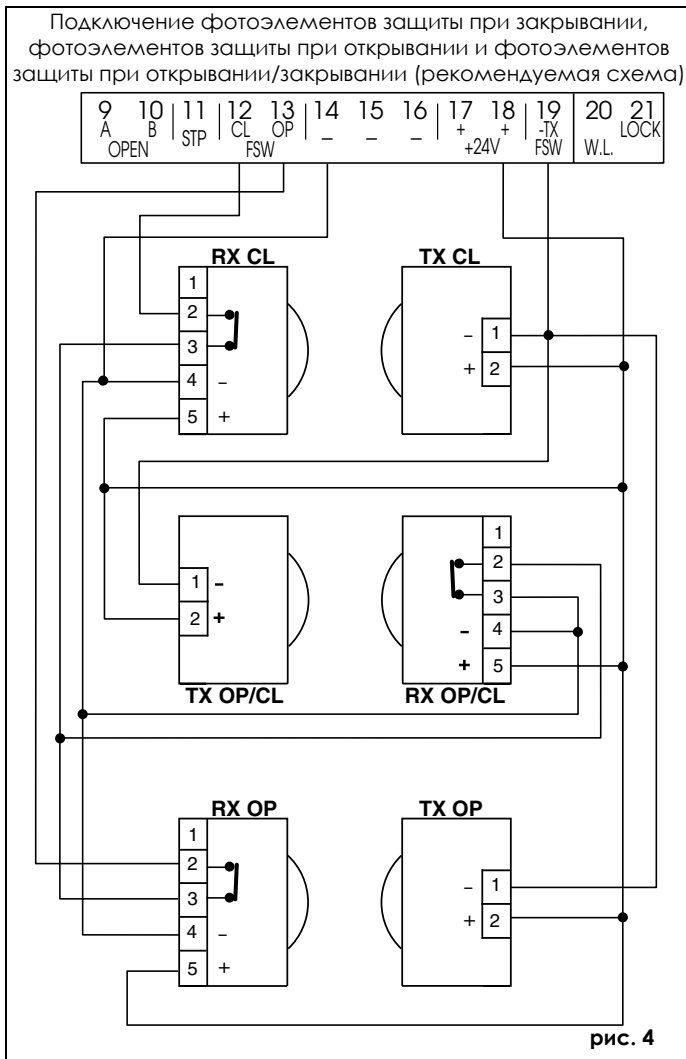 Подключение фотоэлементов защиты при закрывании,
фотоэлементов защиты при открывании и фотоэлементов
защиты при открывании/закрывании (рекомендуемая схема)
9 10 11 12 13 14 15 16 17 18 19 20 21
A B STP CL OP _ _ _ + + -TX LOCK
OPEN FSW +24V FSW W.L.
RX CL TX CL
1
2
3
4 –
5 +
– 1
+ 2
1 -
2 +
TX OP/CL
1
2
3
- 4
+ 5
RX OP/CL
RX OP TX OP
1
2
3
4 –
5 +
– 1
+ 2
рис. 4